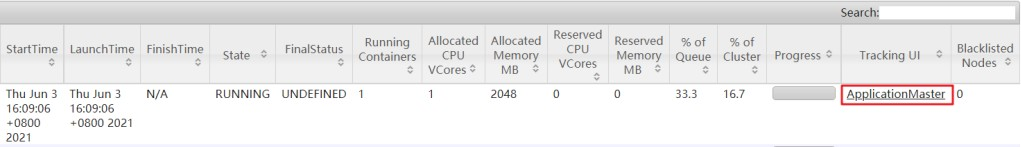 Search:
StartTime LaunchTime FinishTime State FinalStatus Running Containers Allocated CPU VCores Allocated Memory MB Reserved CPU VCores Reserved Memory MB % of Queue % of Cluster Progress Tracking UI Blacklisted Nodes
Thu Jun 3 16:09:06 +0800 2021 Thu Jun 3 16:09:06 +0800 2021 N/A RUNNING UNDEFINED 1 1 2048 0 0 33.3 16.7 ApplicationMaster 0